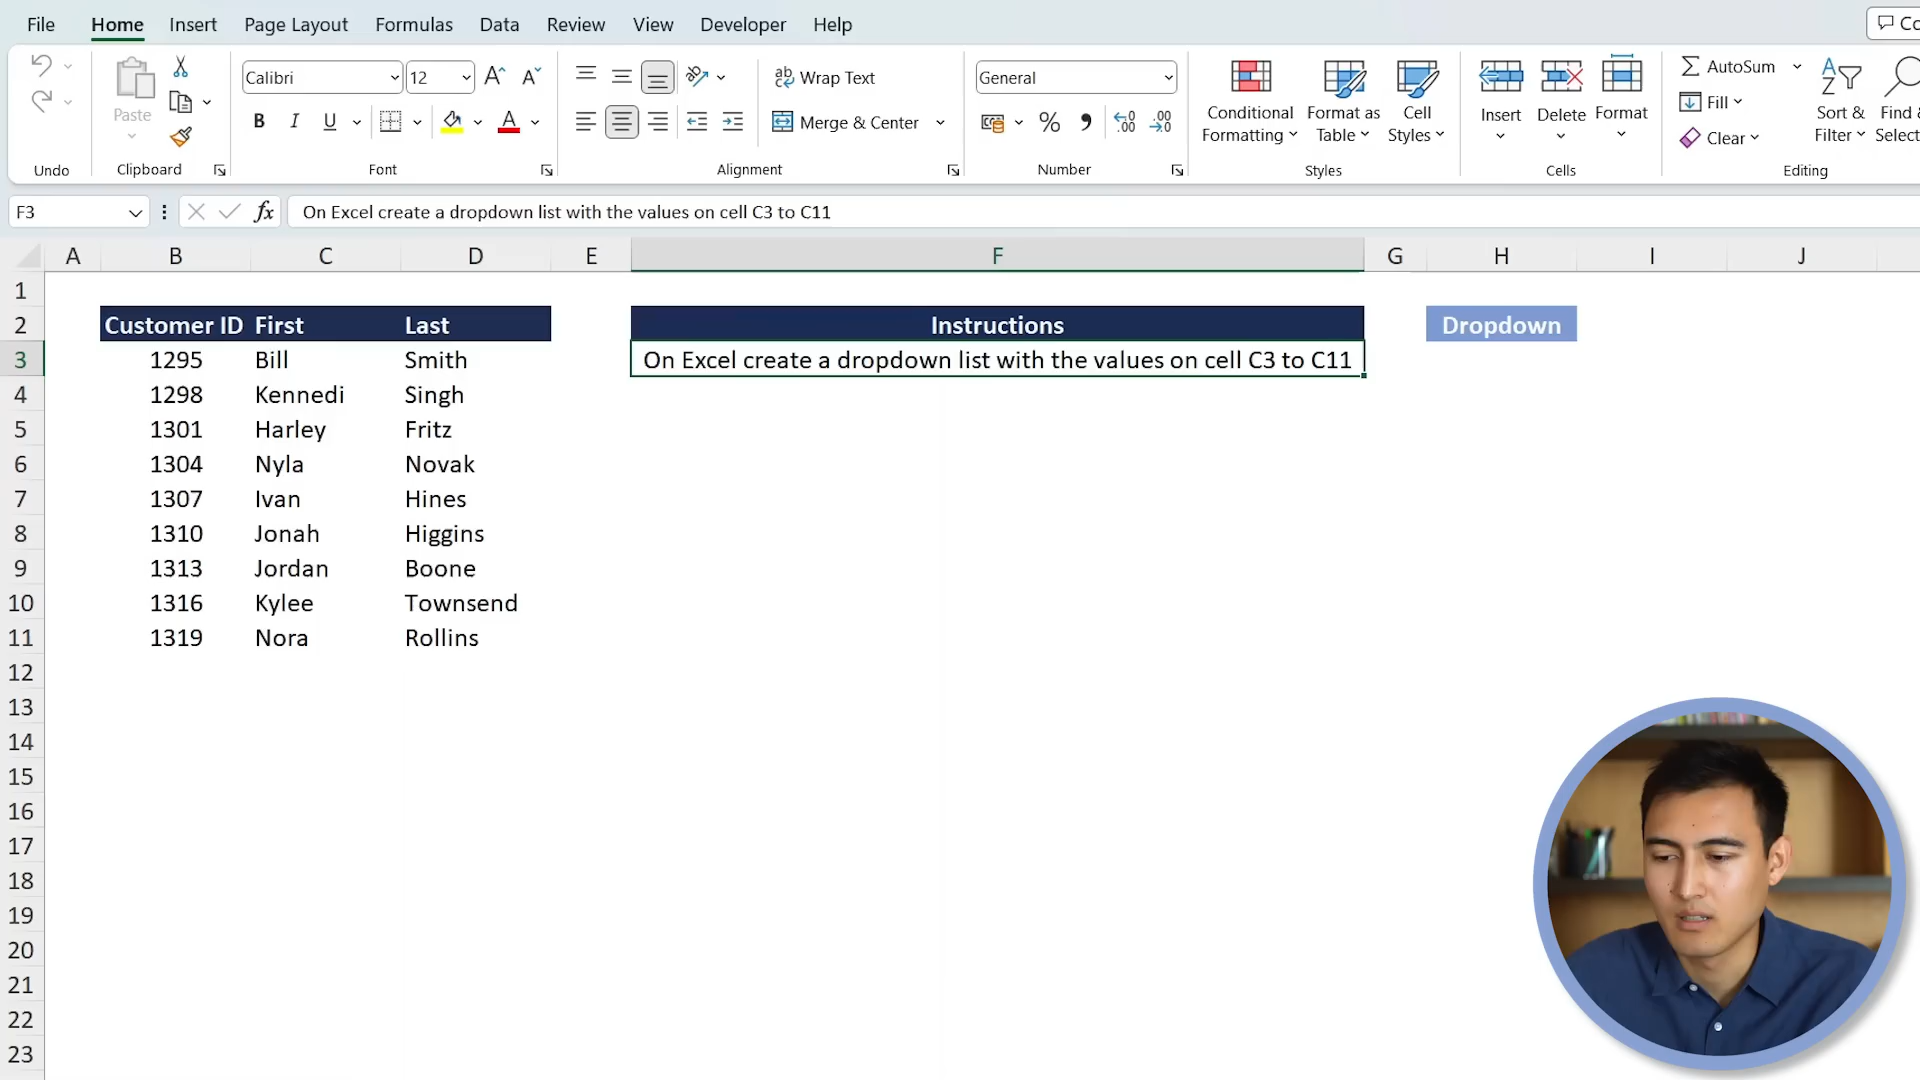 File Home Insert Page Layout Formulas Data Review View Developer Help Co
Calibri 12 A^ A˅ ab Wrap Text General AutoSum
Paste B I U A Merge & Center % , .00 .00 Conditional Formatting Format as Table Cell Styles Insert Delete Format Fill Clear Sort & Filter Find & Select
Undo Clipboard Font Alignment Number Styles Cells Editing
F3 fx On Excel create a dropdown list with the values on cell C3 to C11
A B C D E F G H I J
1
2 Customer ID First Last Instructions Dropdown
3 1295 Bill Smith On Excel create a dropdown list with the values on cell C3 to C11
4 1298 Kennedi Singh
5 1301 Harley Fritz
6 1304 Nyla Novak
7 1307 Ivan Hines
8 1310 Jonah Higgins
9 1313 Jordan Boone
10 1316 Kylee Townsend
11 1319 Nora Rollins
12
13
14
15
16
17
18
19
20
21
22
23